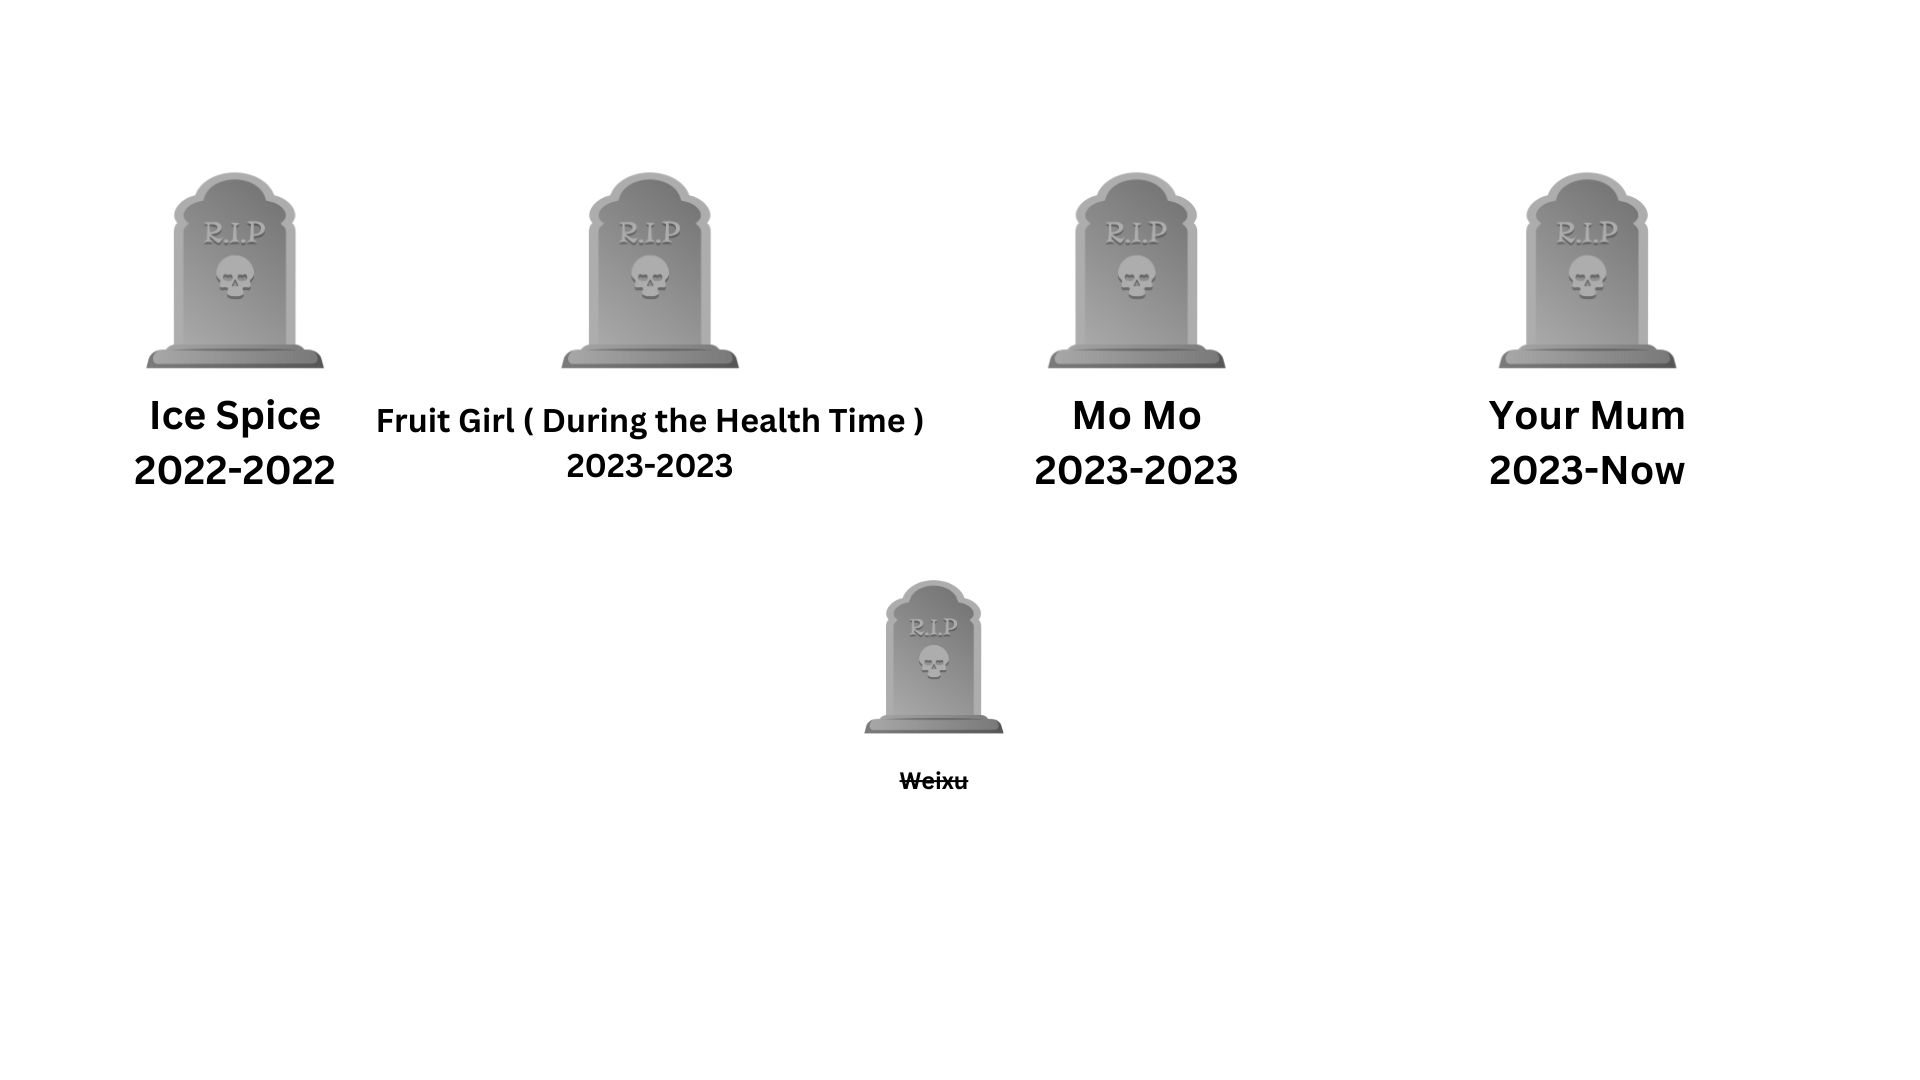 R.I.P
R.I.P
R.I.P
R.I.P
Ice Spice
2022-2022
Fruit Girl ( During the Health Time )
2023-2023
Mo Mo
2023-2023
Your Mum
2023-Now
R.I.P
Weixu